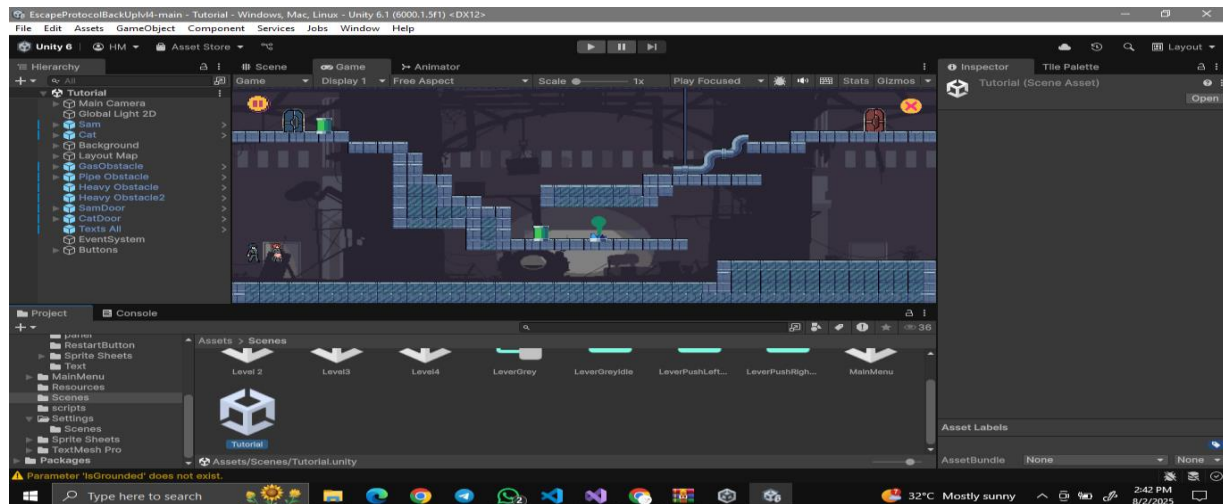 EscapeProtocolBackUplvl4-main - Tutorial - Windows, Mac, Linux - Unity 6.1 (6000.1.5f1) <DX12>
File Edit Assets GameObject Component Services Jobs Window Help
Unity 6 HM Asset Store Layout
Hierarchy Scene Game Animator Inspector Tile Palette
All Game Display 1 Free Aspect Scale 1x Play Focused Stats Gizmos Tutorial (Scene Asset)
Open
Tutorial
Main Camera
Global Light 2D
Sam
Cat
Background
Layout Map
GasObstacle
Pipe Obstacle
Heavy Obstacle
Heavy Obstacle2
SamDoor
CatDoor
Texts All
EventSystem
Buttons
Project Console
36
panel
RestartButton
Sprite Sheets
Text
MainMenu
Resources
Scenes
scripts
Settings
Scenes
Sprite Sheets
TextMesh Pro
Packages
Assets > Scenes
Level 2 Level3 Level4 LeverGrey LeverGreyIdle LeverPushLeft... LeverPushRigh... MainMenu
Tutorial
Assets/Scenes/Tutorial.unity
Asset Labels
AssetBundle None None
Parameter 'IsGrounded' does not exist.
Type here to search 32°C Mostly sunny 2:42 PM
8/2/2025